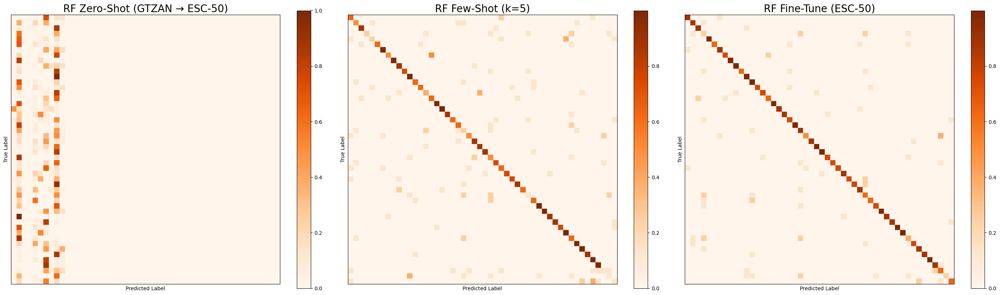 RF Zero-Shot (GTZAN → ESC-50)
True Label
Predicted Label
1.0
0.8
0.6
0.4
0.2
0.0
RF Few-Shot (k=5)
True Label
Predicted Label
0.8
0.6
0.4
0.2
0.0
RF Fine-Tune (ESC-50)
True Label
Predicted Label
0.8
0.6
0.4
0.2
0.0